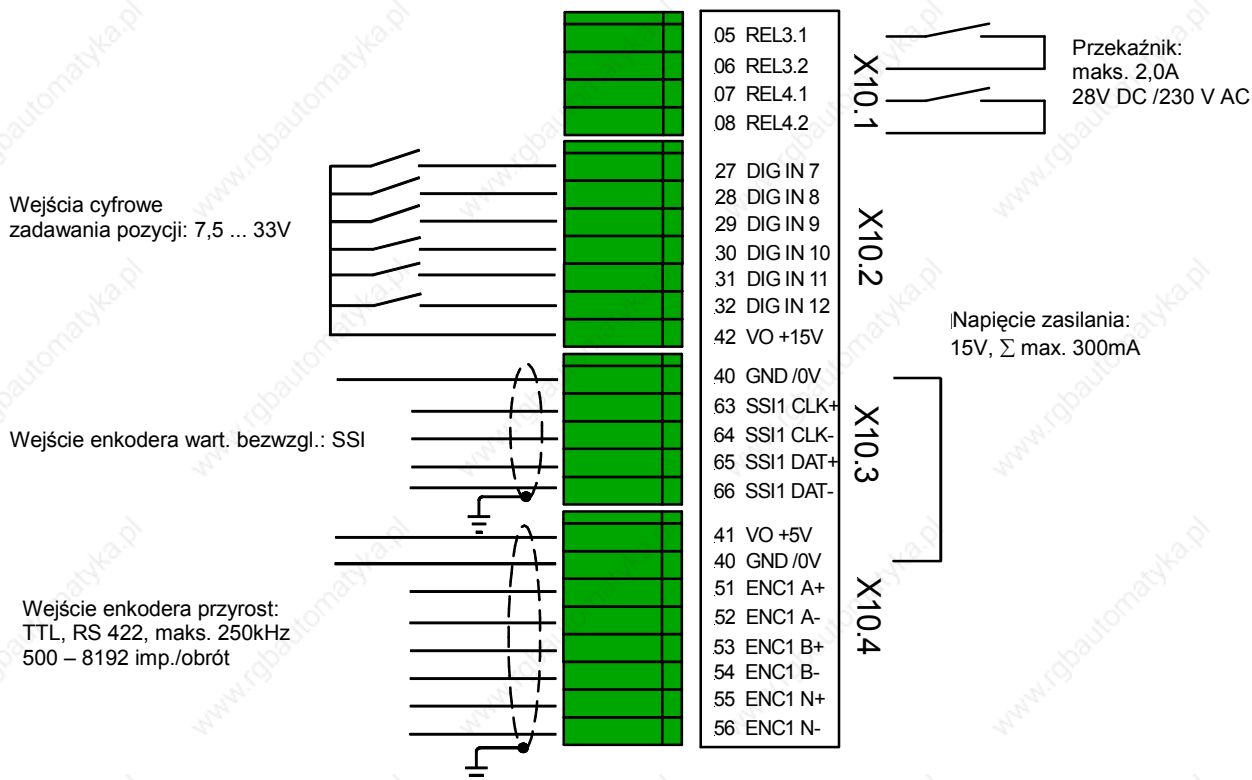 05 REL3.1
06 REL3.2
07 REL4.1
08 REL4.2
X10.1
Przekaźnik:
maks. 2,0A
28V DC /230 V AC
Wejścia cyfrowe
zadawania pozycji: 7,5 ... 33V
27 DIG IN 7
28 DIG IN 8
29 DIG IN 9
30 DIG IN 10
31 DIG IN 11
32 DIG IN 12
42 VO +15V
X10.2
Napięcie zasilania:
15V, ∑ max. 300mA
Wejście enkodera wart. bezwzgl.: SSI
40 GND /0V
63 SSI1 CLK+
64 SSI1 CLK-
65 SSI1 DAT+
66 SSI1 DAT-
X10.3
Wejście enkodera przyrost:
TTL, RS 422, maks. 250kHz
500 – 8192 imp./obrót
41 VO +5V
40 GND /0V
51 ENC1 A+
52 ENC1 A-
53 ENC1 B+
54 ENC1 B-
55 ENC1 N+
56 ENC1 N-
X10.4
www.rgbautomatyka.pl